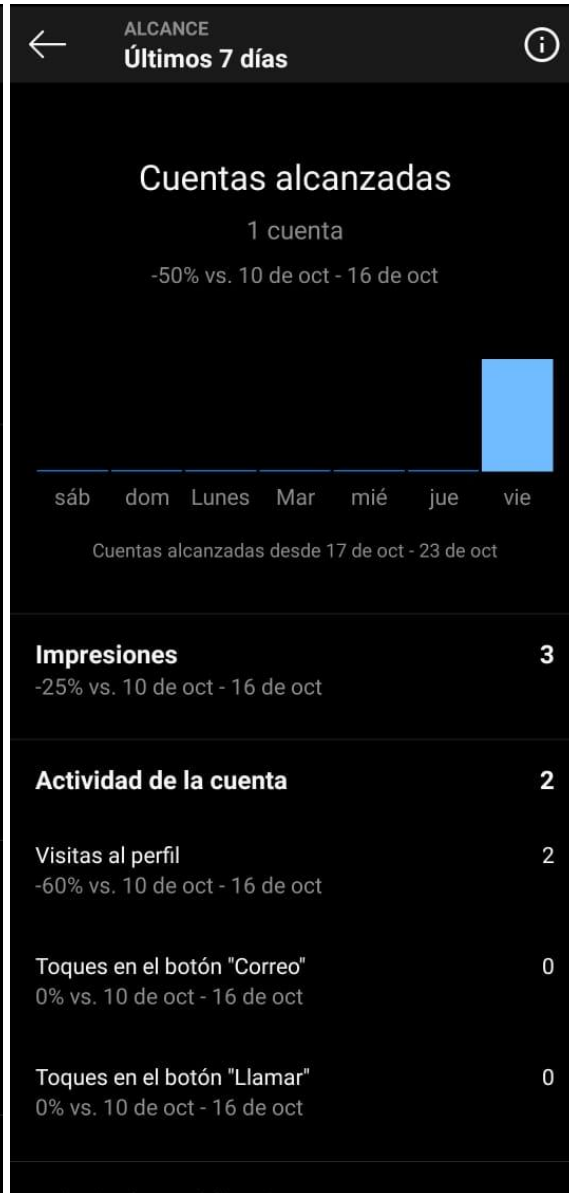 ALCANCE
Últimos 7 días
Cuentas alcanzadas
1 cuenta
-50% vs. 10 de oct - 16 de oct
sáb dom Lunes Mar mié jue vie
Cuentas alcanzadas desde 17 de oct - 23 de oct
Impresiones 3
-25% vs. 10 de oct - 16 de oct
Actividad de la cuenta 2
Visitas al perfil 2
-60% vs. 10 de oct - 16 de oct
Toques en el botón "Correo" 0
0% vs. 10 de oct - 16 de oct
Toques en el botón "Llamar" 0
0% vs. 10 de oct - 16 de oct